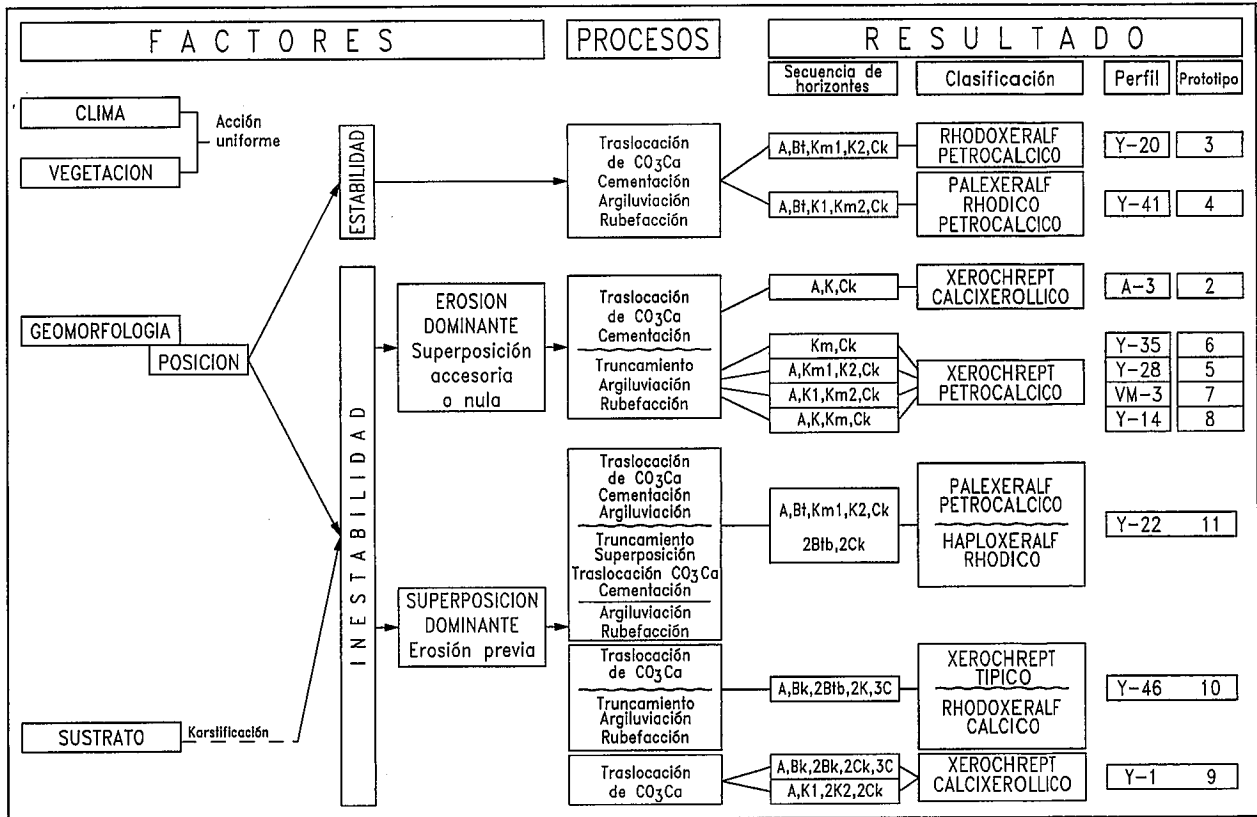 FACTORES
PROCESOS
RESULTADO
Secuencia de
horizontes
Clasificación
Perfil
Prototipo
CLIMA
VEGETACION
Acción
uniforme
GEOMORFOLOGIA
POSICION
SUSTRATO
Karstificación
ESTABILIDAD
Traslocación
de CO3Ca
Cementación
Argiluviación
Rubefacción
A,Bt,Km1,K2,Ck
RHODOXERALF
PETROCALCICO
Y-20
3
A,Bt,K1,Km2,Ck
PALEXERALF
RHODICO
PETROCALCICO
Y-41
4
INESTABILIDAD
EROSION
DOMINANTE
Superposición
accesoria
o nula
Traslocación
de CO3Ca
Cementación
Truncamiento
Argiluviación
Rubefacción
A,K,Ck
XEROCHREPT
CALCIXEROLLICO
A-3
2
Km,Ck
A,Km1,K2,Ck
A,K1,Km2,Ck
A,K,Km,Ck
XEROCHREPT
PETROCALCICO
Y-35
6
Y-28
5
VM-3
7
Y-14
8
SUPERPOSICION
DOMINANTE
Erosión previa
Traslocación
de CO3Ca
Cementación
Argiluviación
Truncamiento
Superposición
Traslocación CO3Ca
Cementación
Argiluviación
Rubefacción
A,Bt,Km1,K2,Ck
2Btb,2Ck
PALEXERALF
PETROCALCICO
HAPLOXERALF
RHODICO
Y-22
11
Traslocación
de CO3Ca
Truncamiento
Argiluviación
Rubefacción
A,Bk,2Btb,2K,3C
XEROCHREPT
TIPICO
RHODOXERALF
CALCICO
Y-46
10
Traslocación
de CO3Ca
A,Bk,2Bk,2Ck,3C
A,K1,2K2,2Ck
XEROCHREPT
CALCIXEROLLICO
Y-1
9